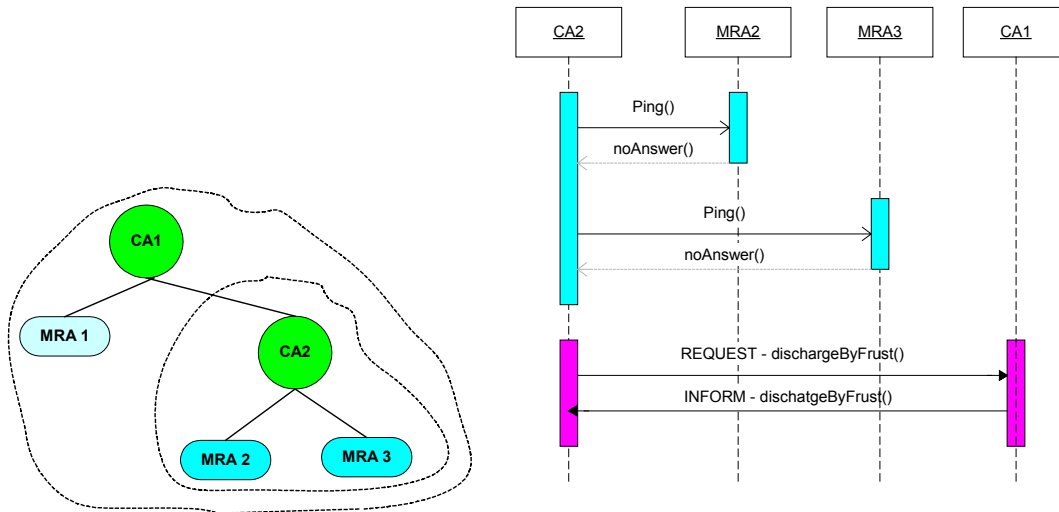 CA1
MRA 1
CA2
MRA 2
MRA 3
CA2
MRA2
MRA3
CA1
Ping()
noAnswer()
Ping()
noAnswer()
REQUEST - dischargeByFrust()
INFORM - dischatgeByFrust()